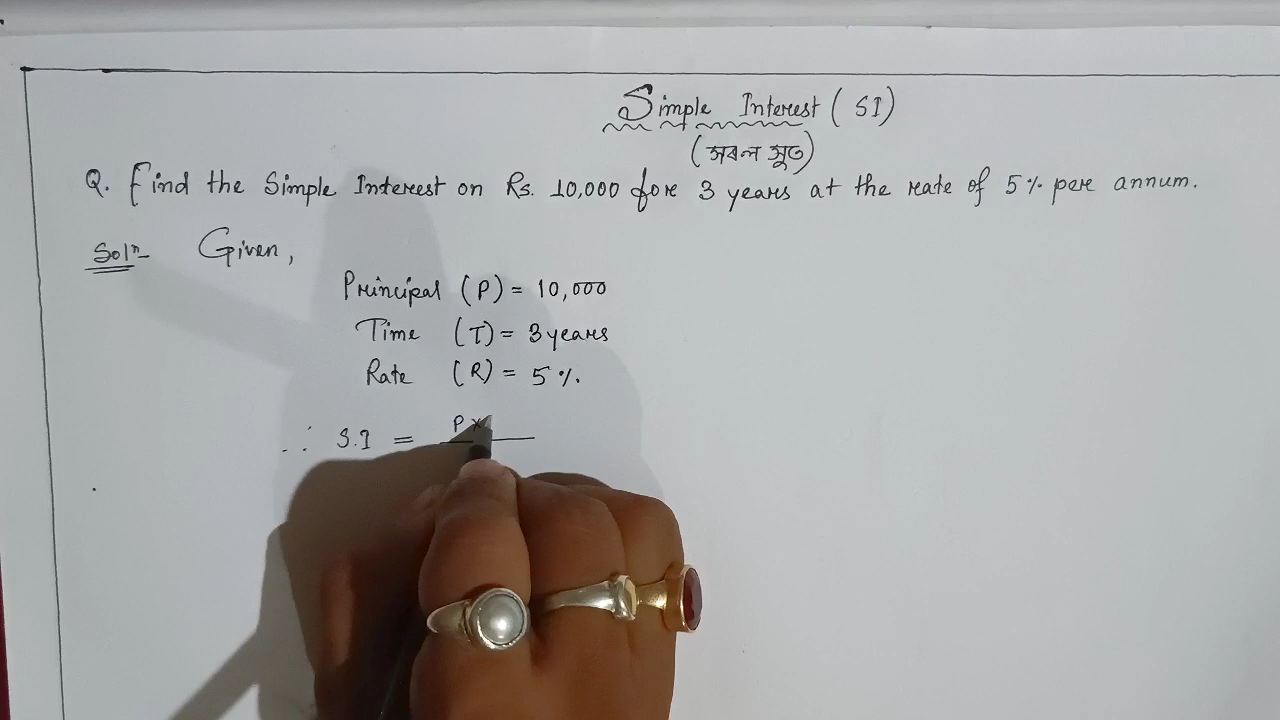 Simple Interest (SI)
(সৰল সুত)
Q. Find the Simple Interest on Rs. 10,000 for 3 years at the rate of 5% per annum.
Solⁿ Given,
Principal (P) = 10,000
Time (T) = 3 years
Rate (R) = 5%.
∴ S.I = P×